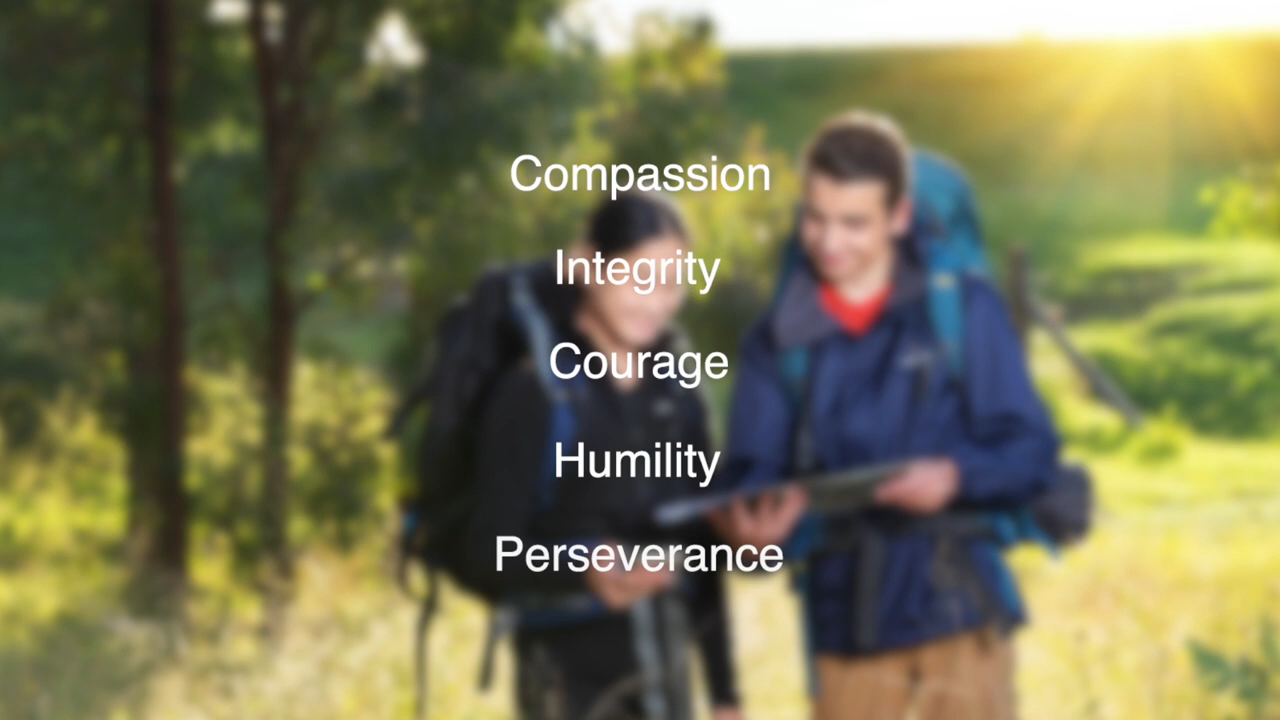 Compassion
Integrity
Courage
Humility
Perseverance